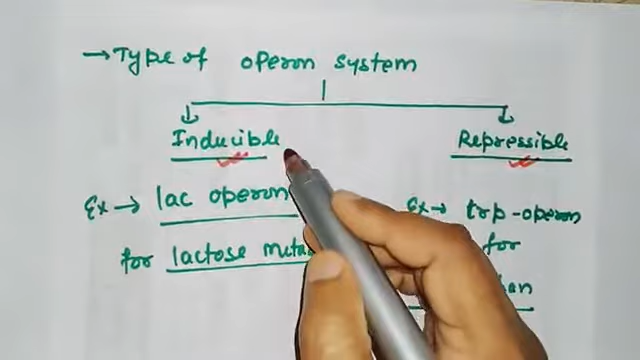 → Type of operon system
Inducible
Repressible
Ex → lac operon
for lactose
Ex → trp-operon
for